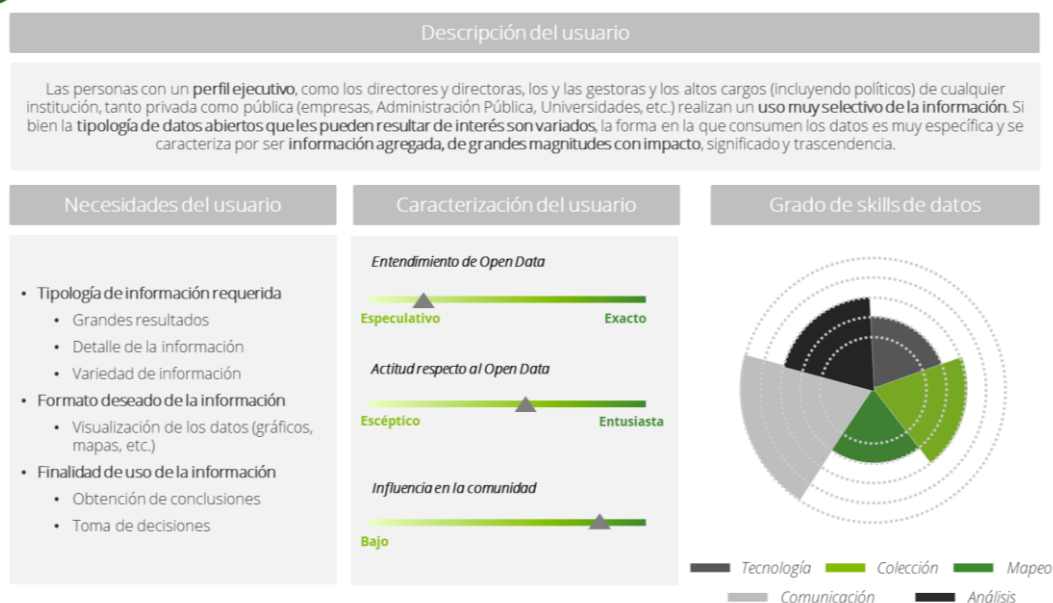 Descripción del usuario
Las personas con un perfil ejecutivo, como los directores y directoras, los y las gestoras y los altos cargos (incluyendo políticos) de cualquier
institución, tanto privada como pública (empresas, Administración Pública, Universidades, etc.) realizan un uso muy selectivo de la información. Si
bien la tipología de datos abiertos que les pueden resultar de interés son variados, la forma en la que consumen los datos es muy específica y se
caracteriza por ser información agregada, de grandes magnitudes con impacto, significado y trascendencia.
Necesidades del usuario
• Tipología de información requerida
• Grandes resultados
• Detalle de la información
• Variedad de información
• Formato deseado de la información
• Visualización de los datos (gráficos,
mapas, etc.)
• Finalidad de uso de la información
• Obtención de conclusiones
• Toma de decisiones
Caracterización del usuario
Entendimiento de Open Data
Especulativo Exacto
Actitud respecto al Open Data
Escéptico Entusiasta
Influencia en la comunidad
Bajo
Grado de skills de datos
Tecnología Colección Mapeo
Comunicación Análisis